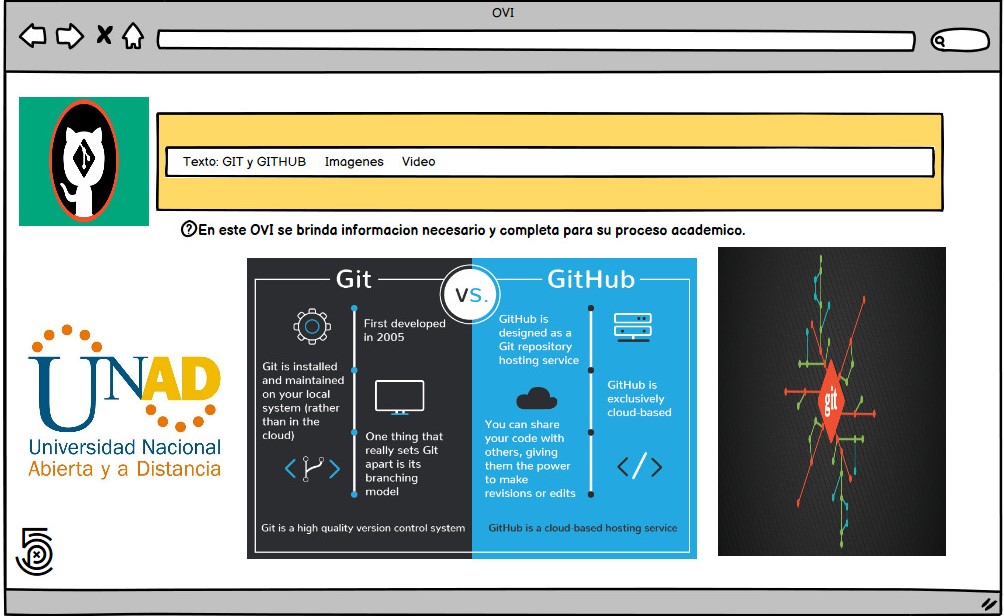 OVI
Texto: GIT y GITHUB Imagenes Video
?En este OVI se brinda informacion necesario y completa para su proceso academico.
Git
vs.
GitHub
First developed
in 2005
Git is installed
and maintained
on your local
system (rather
than in the
cloud)
One thing that
really sets GIt
apart is its
branching
model
Git is a high quality version control system
GitHub is
designed as a
Git repository
hosting service
GitHub is
exclusively
cloud-based
You can share
your code with
others, giving
them the power
to make
revisions or edits
GitHub is a cloud-based hosting service
git
UNAD
Universidad Nacional
Abierta y a Distancia